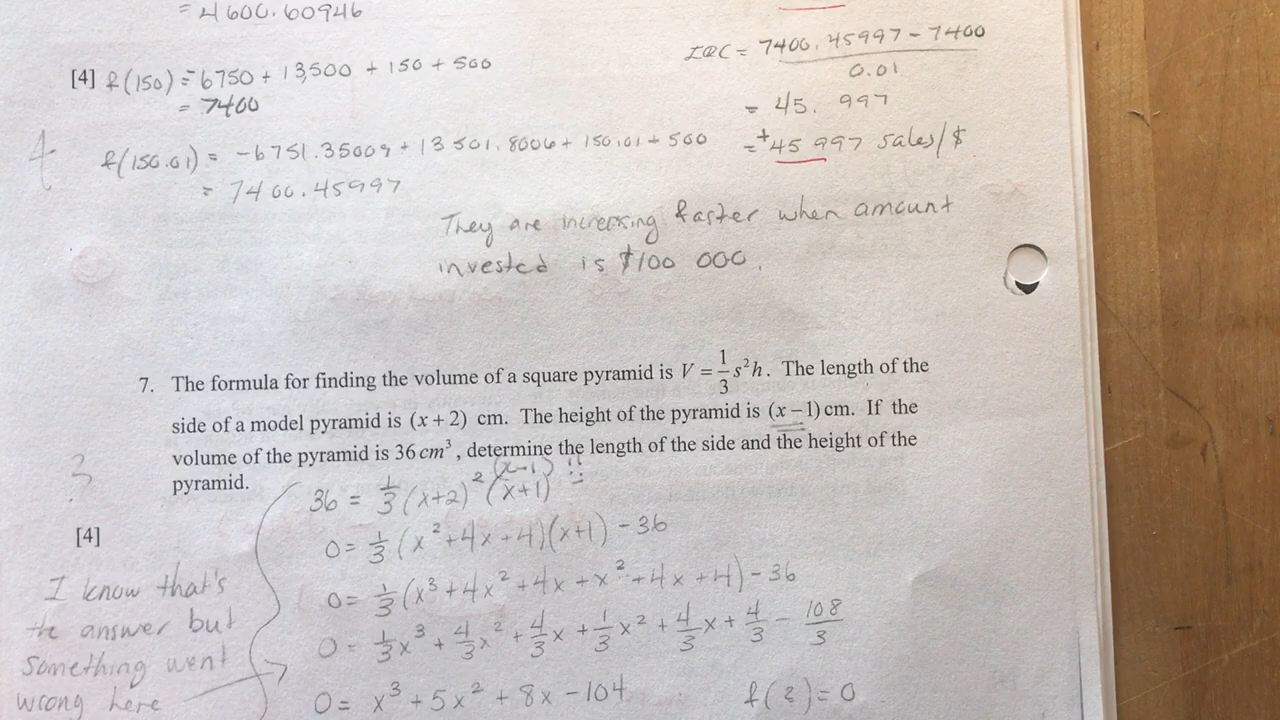 = 4600.60946
[4] f(150) = -6750 + 13,500 + 150 + 500
= 7400
4
f(150.01) = -6751.35009 + 13501.8006 + 150.01 + 500
= 7400.45997
IRC = 7400.45997 - 7400
0.01
= 45.997
= +45 997 sales/$
They are increasing faster when amount
invested is $100 000.
7. The formula for finding the volume of a square pyramid is V = 1/3 s²h. The length of the
side of a model pyramid is (x + 2) cm. The height of the pyramid is (x − 1) cm. If the
volume of the pyramid is 36 cm³, determine the length of the side and the height of the
pyramid.
3
[4]
(x-1) !!
36 = 1/3 (x+2)² (x+1)
0 = 1/3 (x² + 4x + 4)(x+1) - 36
0 = 1/3 (x³ + 4x² + 4x + x² + 4x + 4) - 36
0 = 1/3 x³ + 4/3 x² + 4/3 x + 1/3 x² + 4/3 x + 4/3 - 108/3
0 = x³ + 5x² + 8x - 104
f(2) = 0
I know that's
the answer but
something went
wrong here